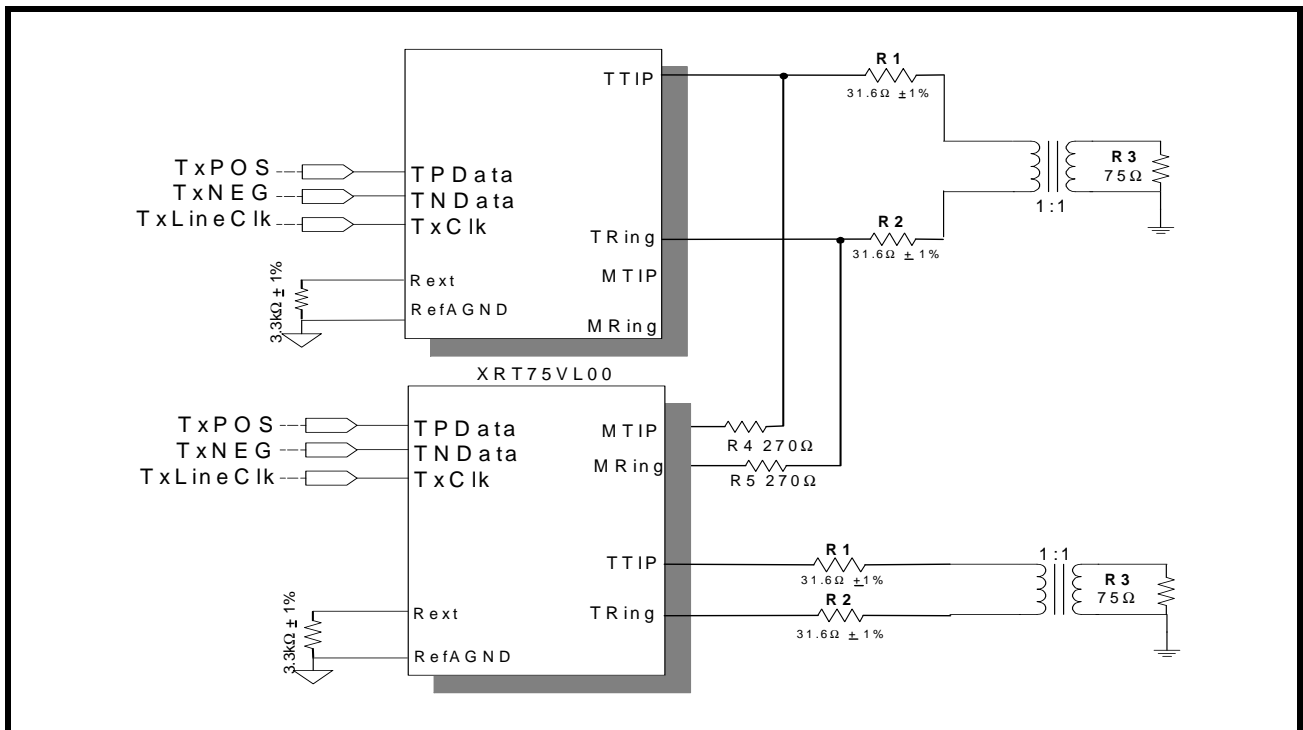 TTIP
R1
31.6Ω ±1%
TxPOS
TPData
TxNEG
TNData
TxLineClk
TxClk
R3
75Ω
1:1
TRing
R2
31.6Ω ± 1%
MTIP
Rext
RefAGND
3.3kΩ ± 1%
MRing
XRT75VL00
TxPOS
TPData
TxNEG
TNData
TxLineClk
TxClk
MTIP
R4 270Ω
MRing
R5 270Ω
TTIP
R1
31.6Ω ±1%
1:1
R3
75Ω
R2
TRing
31.6Ω ± 1%
Rext
RefAGND
3.3kΩ ± 1%